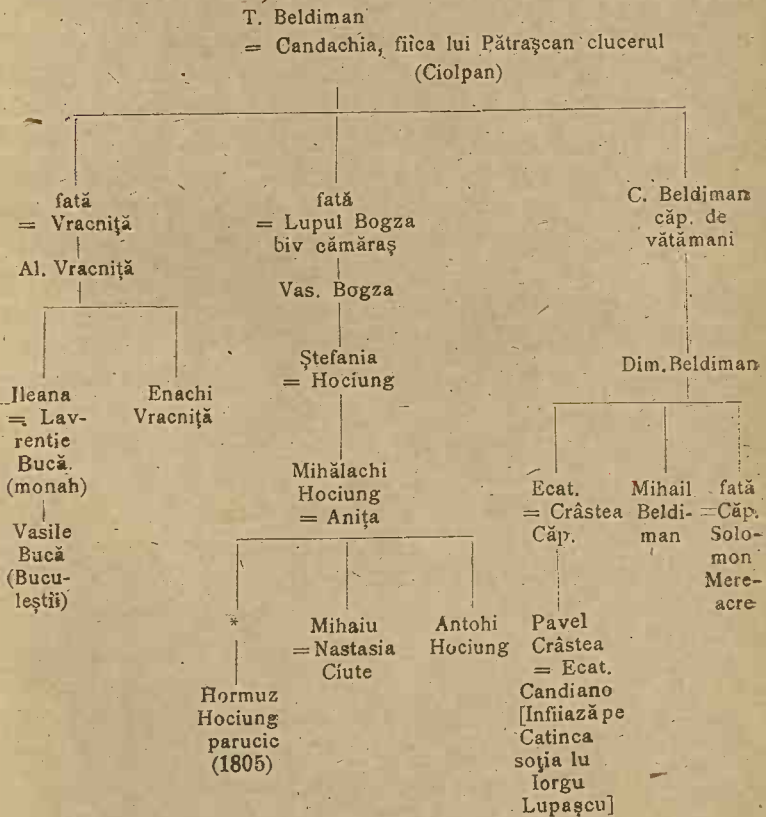 T. Beldiman
= Candachia, fiica lui Pătraşcan clucerul
(Ciolpan)
fată
= Vracniţă
Al. Vracniţă
Ileana
= Lav-
rentie
Bucă.
(monah)
Vasile
Bucă
(Bucu-
leştii)
Enachi
Vracniţă
fată
= Lupul Bogza
biv cămăraş
Vas. Bogza
Ştefania
= Hociung
Mihălachi
Hociung
= Aniţa
*
Hormuz
Hociung
parucic
(1805)
Mihaiu
= Nastasia
Ciute
Antohi
Hociung
C. Beldiman
căp. de
vătămani
Dim. Beldiman
Ecat.
= Crâstea
Căp.
Pavel
Crâstea
= Ecat.
Candiano
[Infiiază pe
Catinca
soţia lu
Iorgu
Lupaşcu]
Mihail
Beldi-
man
fată
= Căp.
Solo-
mon
Mere-
acre